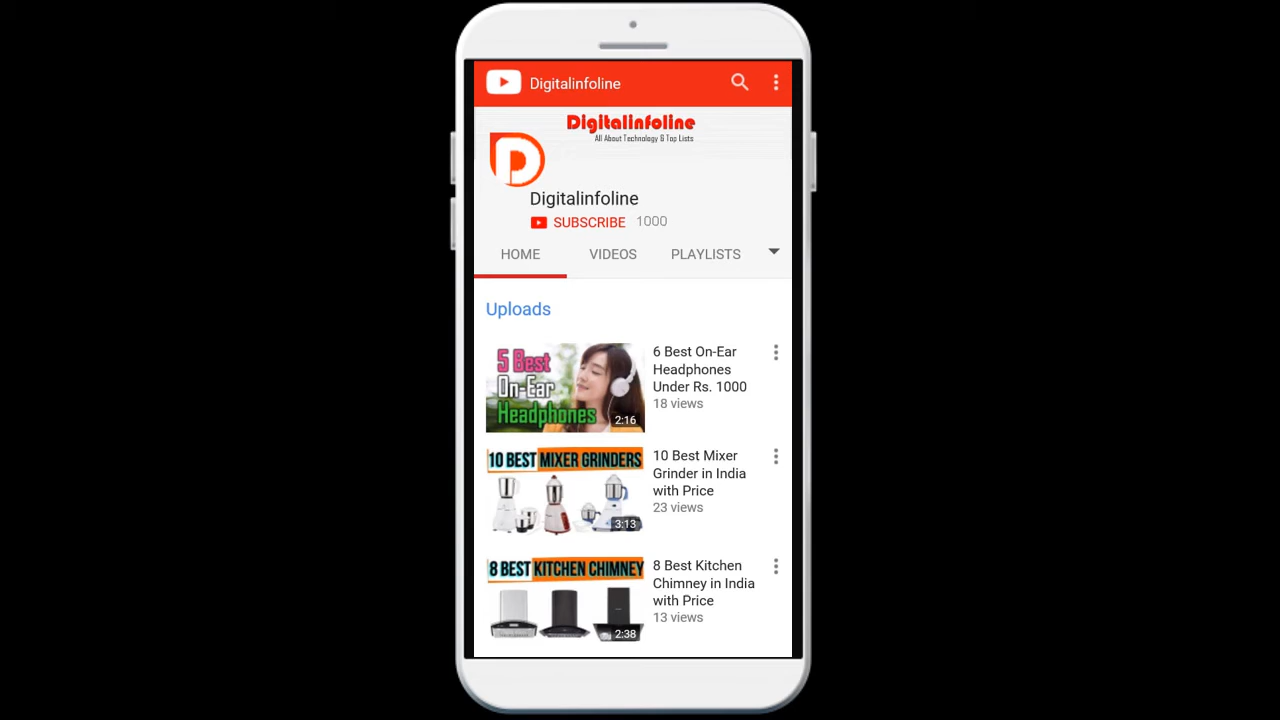 Digitalinfoline
Digitalinfoline
All About Technology & Top Lists
D
Digitalinfoline
SUBSCRIBE 1000
HOME VIDEOS PLAYLISTS
Uploads
5 Best
On-Ear
Headphones
2:16
6 Best On-Ear
Headphones
Under Rs. 1000
18 views
10 BEST MIXER GRINDERS
3:13
10 Best Mixer
Grinder in India
with Price
23 views
8 BEST KITCHEN CHIMNEY
2:38
8 Best Kitchen
Chimney in India
with Price
13 views